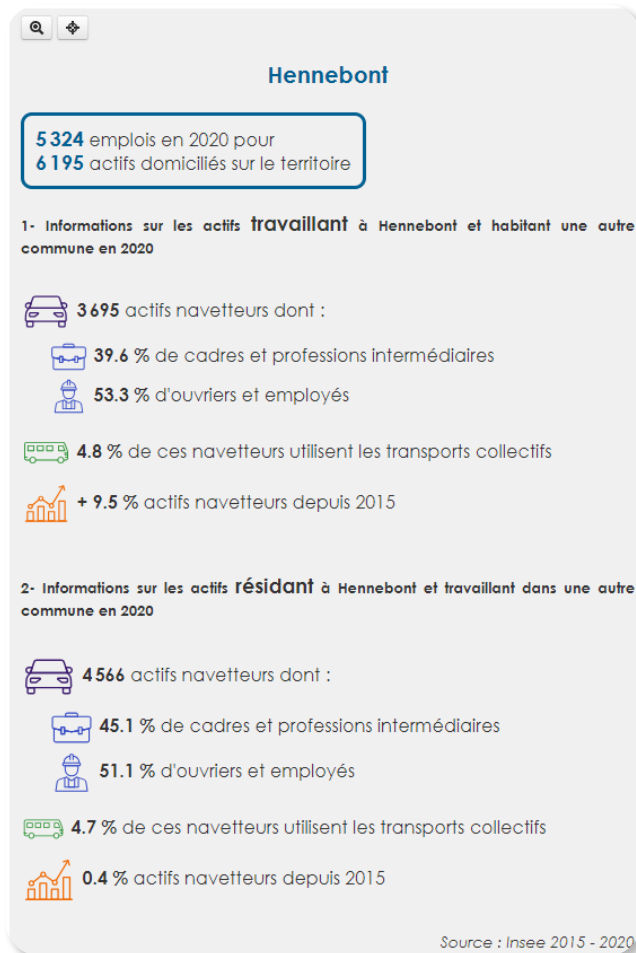 Hennebont
5 324 emplois en 2020 pour
6 195 actifs domiciliés sur le territoire
1- Informations sur les actifs travaillant à Hennebont et habitant une autre
commune en 2020
3 695 actifs navetteurs dont :
39.6 % de cadres et professions intermédiaires
53.3 % d'ouvriers et employés
4.8 % de ces navetteurs utilisent les transports collectifs
+ 9.5 % actifs navetteurs depuis 2015
2- Informations sur les actifs résidant à Hennebont et travaillant dans une autre
commune en 2020
4 566 actifs navetteurs dont :
45.1 % de cadres et professions intermédiaires
51.1 % d'ouvriers et employés
4.7 % de ces navetteurs utilisent les transports collectifs
0.4 % actifs navetteurs depuis 2015
Source : Insee 2015 - 2020